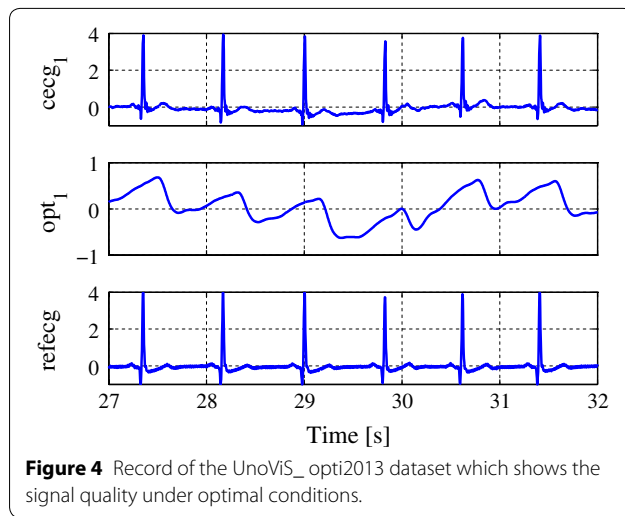 4
2
0
cecg1
1
0
−1
opt1
4
2
0
refecg
27 28 29 30 31 32
Time [s]
Figure 4 Record of the UnoViS_ opti2013 dataset which shows the
signal quality under optimal conditions.